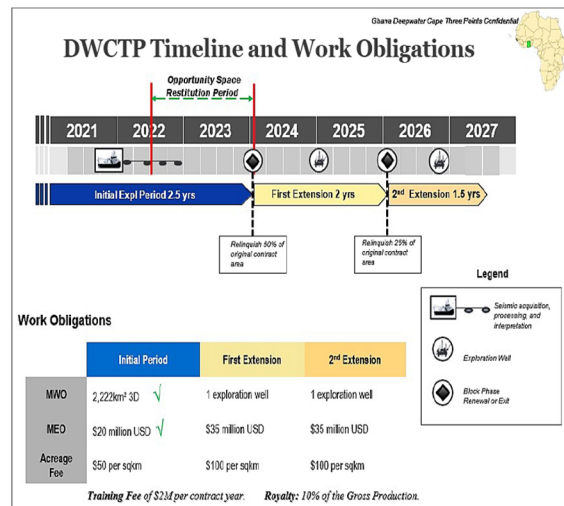 Ghana Deepwater Cape Three Points Confidential
DWCTP Timeline and Work Obligations
Opportunity Space
Restitution Period
2021 2022 2023 2024 2025 2026 2027
Initial Expl Period 2.5 yrs First Extension 2 yrs 2nd Extension 1.5 yrs
Relinquish 50% of
original contract
area
Relinquish 25% of
original contract
area
Legend
Seismic acquisition,
processing, and
interpretation
Exploration Well
Block Phase
Renewal or Exit
Work Obligations
Initial Period First Extension 2nd Extension
MWO 2,222km² 3D √ 1 exploration well 1 exploration well
MEO $20 million USD √ $35 million USD $35 million USD
Acreage
Fee
$50 per sqkm $100 per sqkm $100 per sqkm
Training Fee of $2M per contract year. Royalty: 10% of the Gross Production.